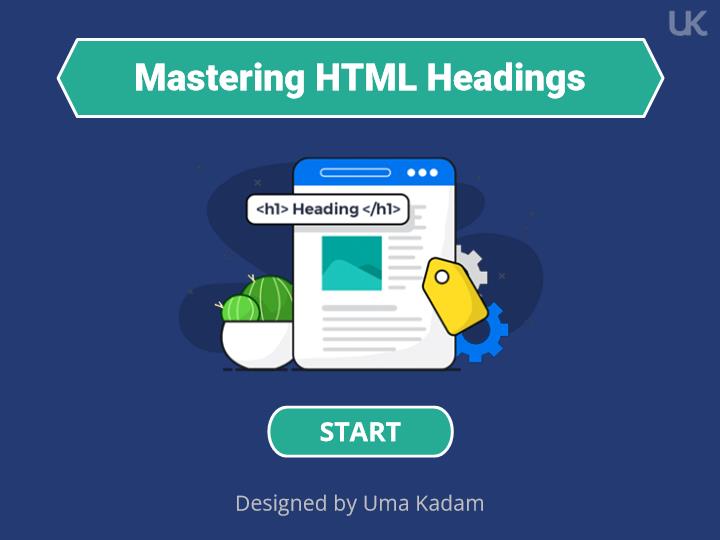 UK
Mastering HTML Headings
<h1> Heading </h1>
START
Designed by Uma Kadam